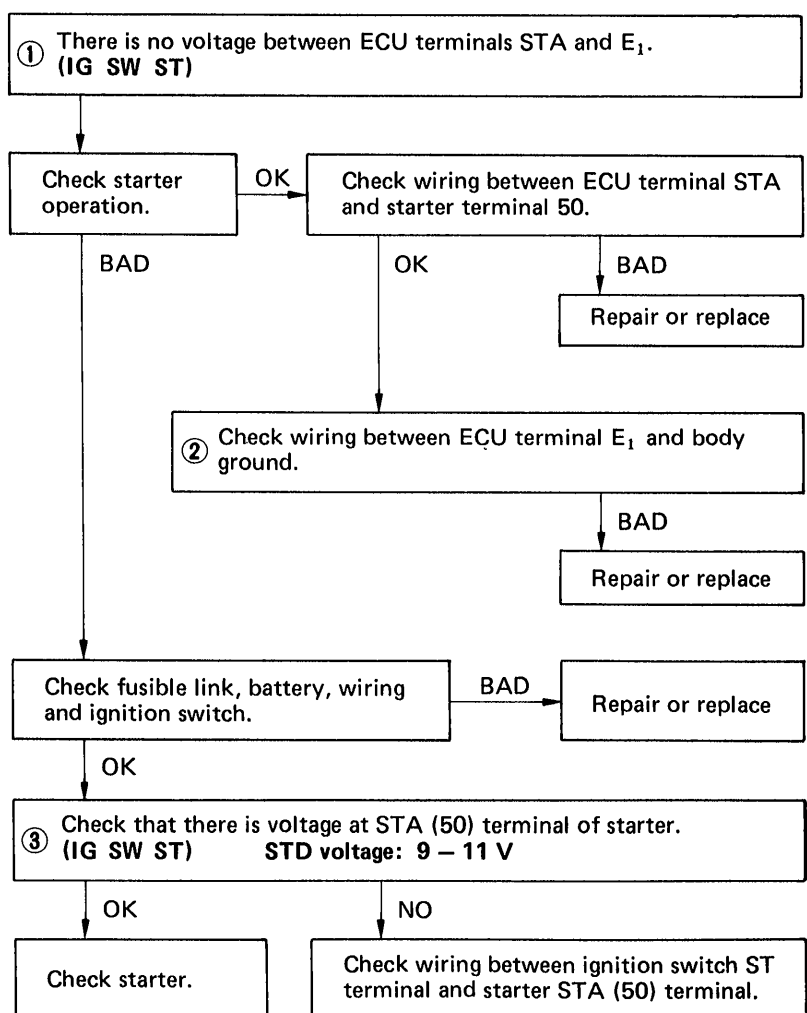 ① There is no voltage between ECU terminals STA and E₁.
(IG SW ST)
Check starter
operation.
OK
Check wiring between ECU terminal STA
and starter terminal 50.
BAD
OK
BAD
Repair or replace
② Check wiring between ECU terminal E₁ and body
ground.
BAD
Repair or replace
Check fusible link, battery, wiring
and ignition switch.
BAD
Repair or replace
OK
③ Check that there is voltage at STA (50) terminal of starter.
(IG SW ST) STD voltage: 9 – 11 V
OK
NO
Check starter.
Check wiring between ignition switch ST
terminal and starter STA (50) terminal.